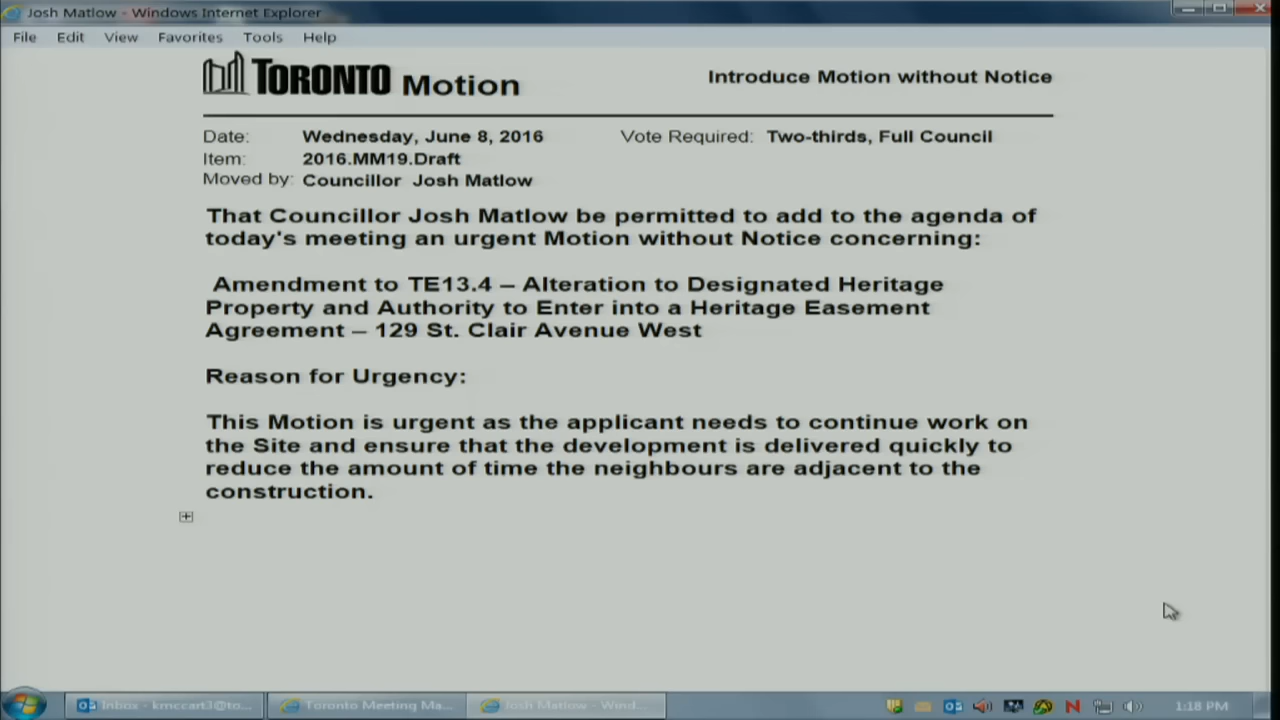 Josh Matlow - Windows Internet Explorer
File Edit View Favorites Tools Help
TORONTO Motion
Introduce Motion without Notice
Date: Wednesday, June 8, 2016 Vote Required: Two-thirds, Full Council
Item: 2016.MM19.Draft
Moved by: Councillor Josh Matlow
That Councillor Josh Matlow be permitted to add to the agenda of
today's meeting an urgent Motion without Notice concerning:
Amendment to TE13.4 – Alteration to Designated Heritage
Property and Authority to Enter into a Heritage Easement
Agreement – 129 St. Clair Avenue West
Reason for Urgency:
This Motion is urgent as the applicant needs to continue work on
the Site and ensure that the development is delivered quickly to
reduce the amount of time the neighbours are adjacent to the
construction.
Inbox - kmccart3@to... Toronto Meeting Ma... Josh Matlow - Wind... 1:18 PM